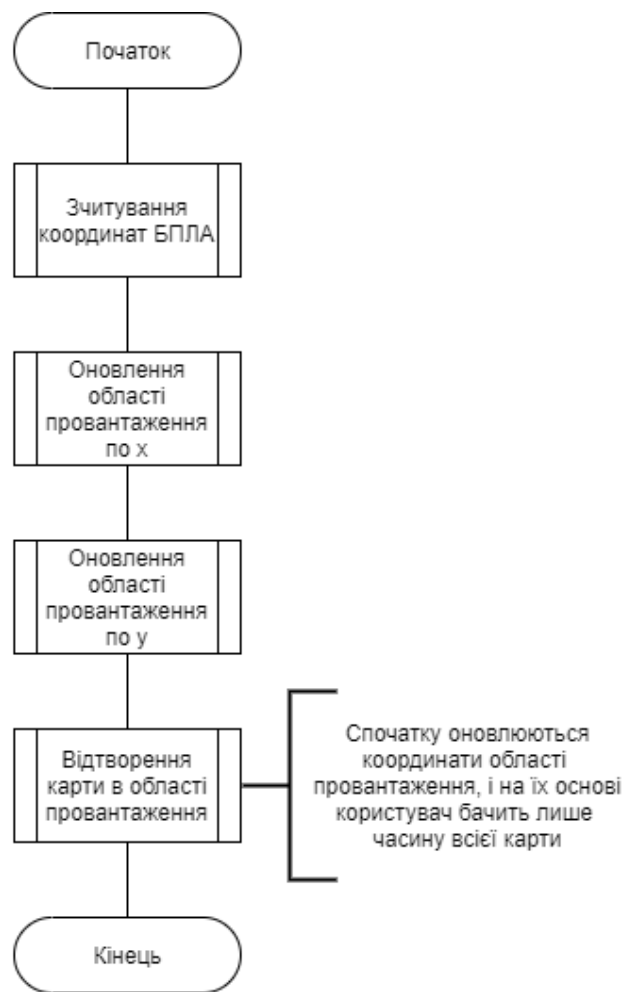 Початок
Зчитування
координат БПЛА
Оновлення
області
провантаження
по x
Оновлення
області
провантаження
по y
Відтворення
карти в області
провантаження
Спочатку оновлюються
координати області
провантаження, і на їх основі
користувач бачить лише
часину всієї карти
Кінець